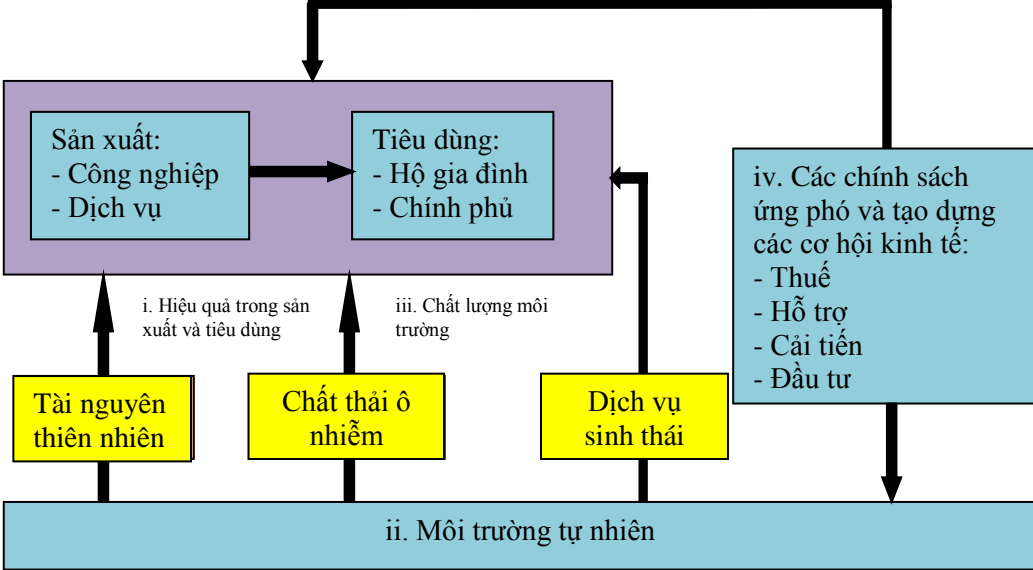 Sản xuất:
- Công nghiệp
- Dịch vụ
Tiêu dùng:
- Hộ gia đình
- Chính phủ
iv. Các chính sách
ứng phó và tạo dựng
các cơ hội kinh tế:
- Thuế
- Hỗ trợ
- Cải tiến
- Đầu tư
i. Hiệu quả trong sản
xuất và tiêu dùng
iii. Chất lượng môi
trường
Tài nguyên
thiên nhiên
Chất thải ô
nhiễm
Dịch vụ
sinh thái
ii. Môi trường tự nhiên